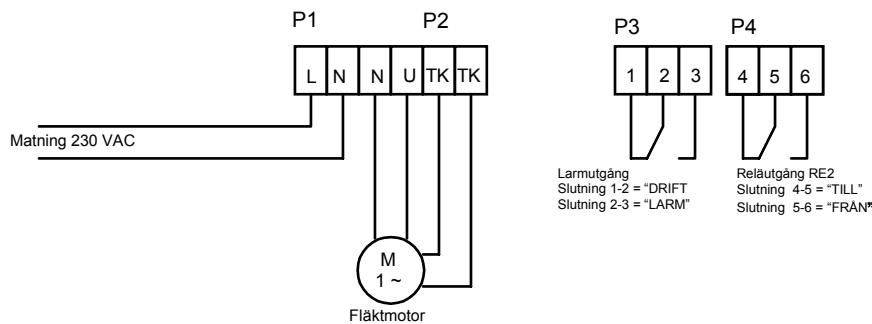 P1 P2 P3 P4
L N N U TK TK 1 2 3 4 5 6
Matning 230 VAC
Larmutgång
Slutning 1-2 = “DRIFT
Slutning 2-3 = “LARM”
Reläutgång RE2
Slutning 4-5 = “TILL”
Slutning 5-6 = “FRÅN”
M
1 ~
Fläktmotor